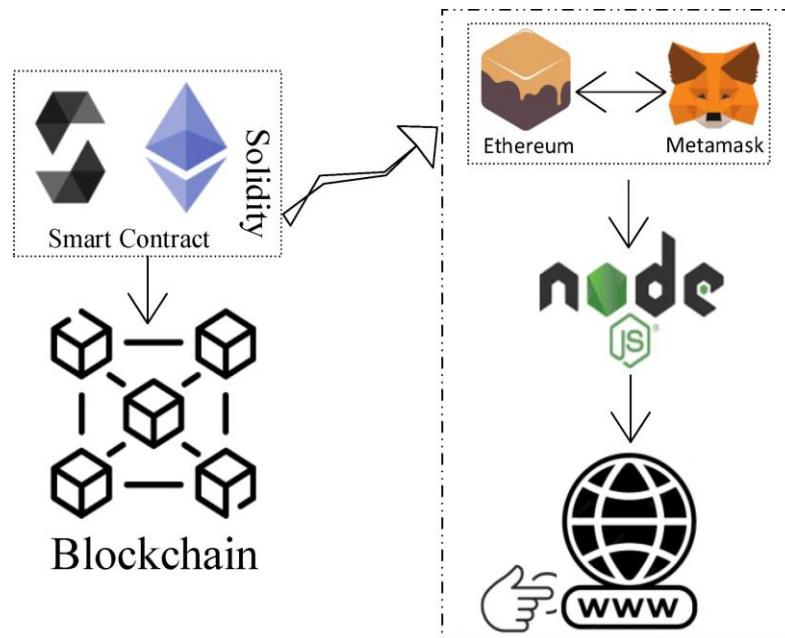 Solidity
Smart Contract
Blockchain
Ethereum
Metamask
node
JS
®
www